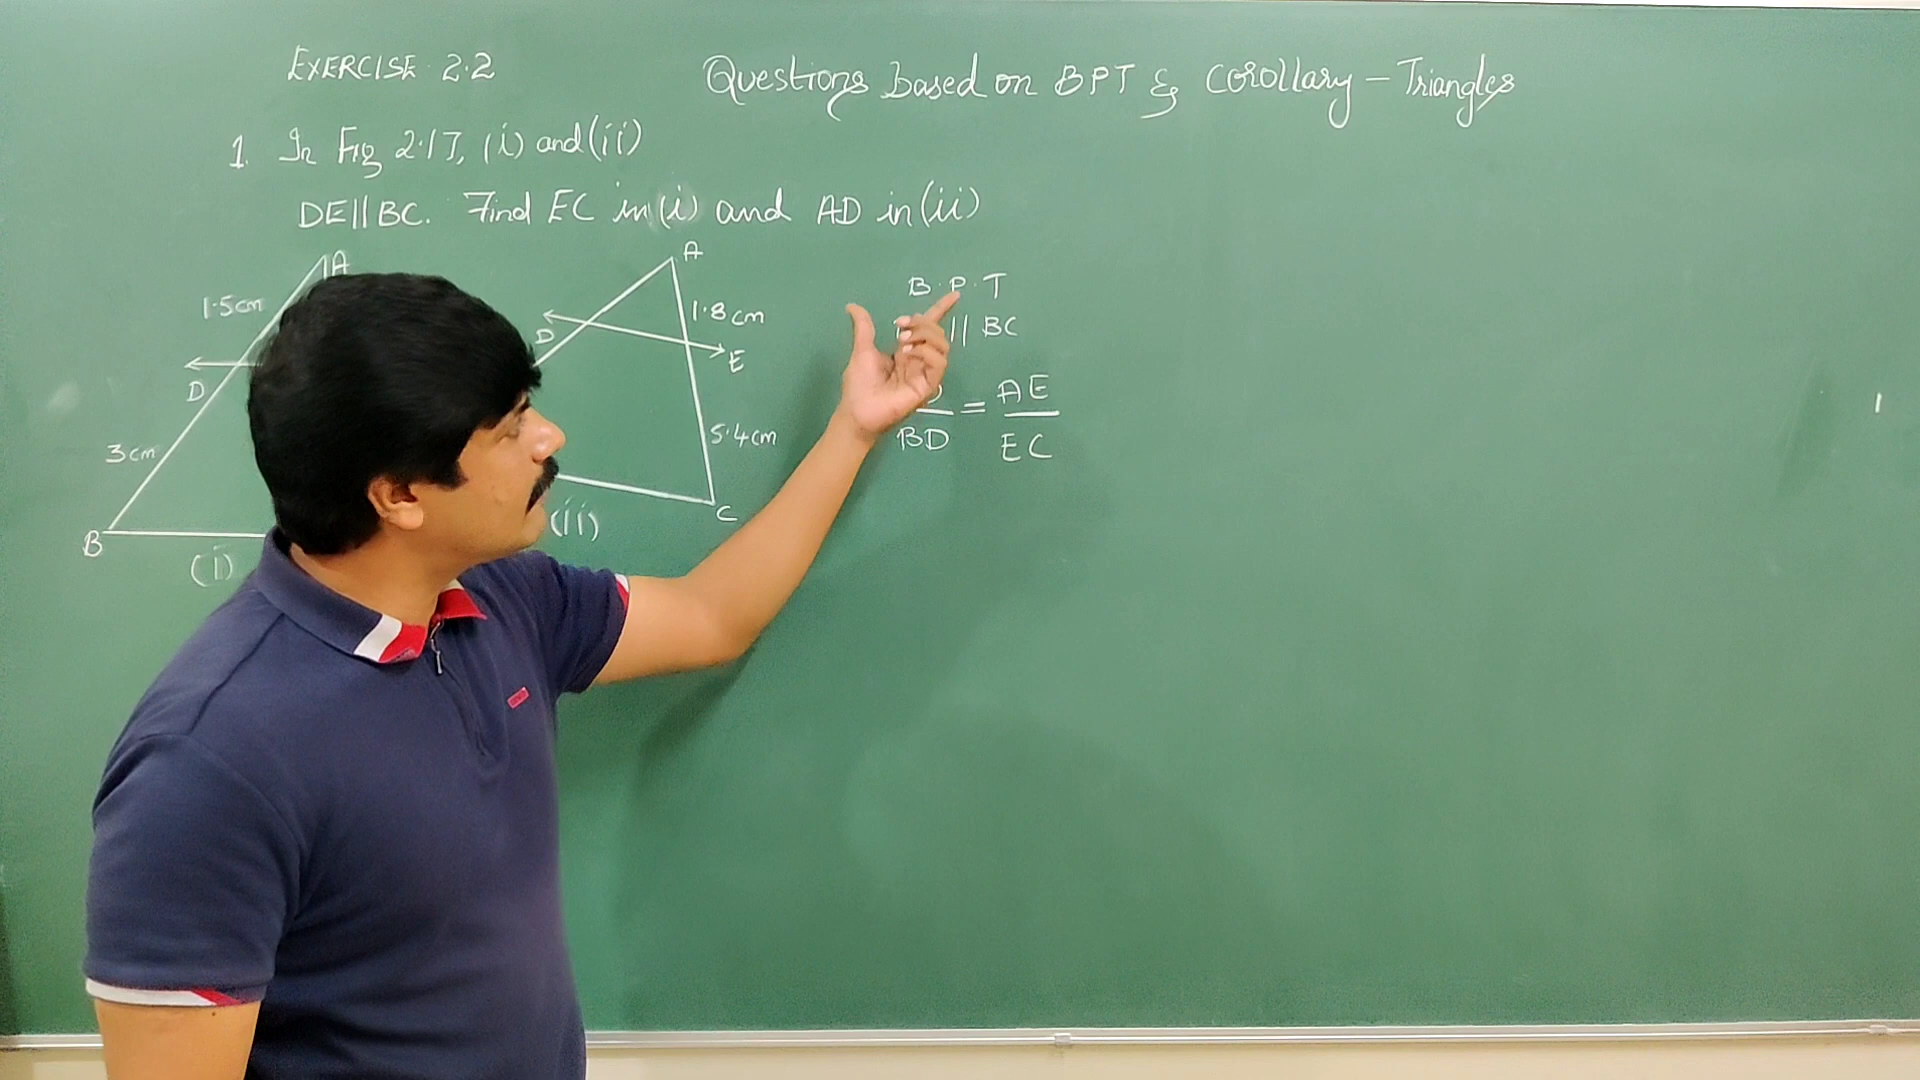 EXERCISE 2.2
Questions based on BPT & Corollary – Triangles
1. In Fig 2.17, (i) and (ii)
DE||BC. Find EC in (i) and AD in (ii)
A
1.5cm
D
3cm
B
(i)
A
1.8cm
D
E
5.4cm
C
(ii)
B.P.T
|| BC
= AE
BD EC